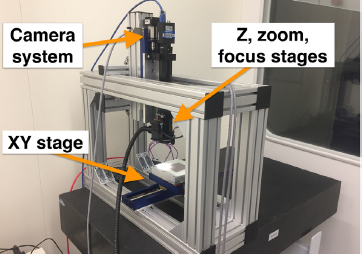 Camera
system
Z, zoom,
focus stages
XY stage